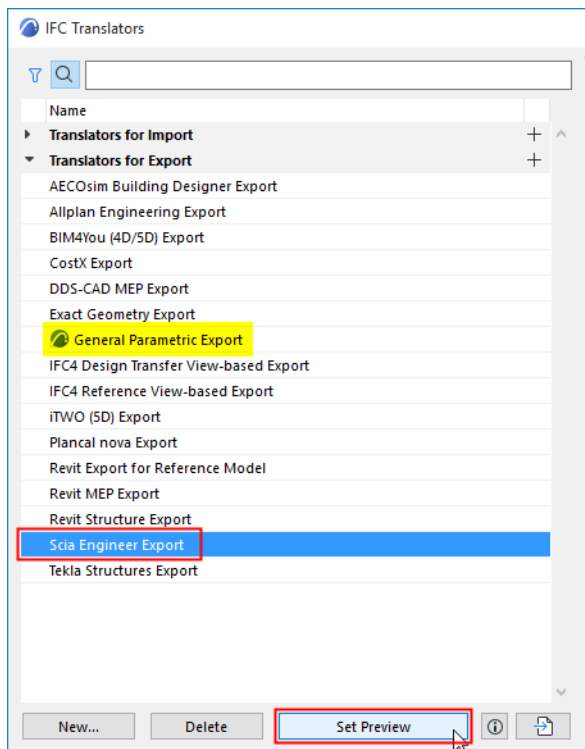 IFC Translators
Name
Translators for Import
Translators for Export
AECOsim Building Designer Export
Allplan Engineering Export
BIM4You (4D/5D) Export
CostX Export
DDS-CAD MEP Export
Exact Geometry Export
General Parametric Export
IFC4 Design Transfer View-based Export
IFC4 Reference View-based Export
iTWO (5D) Export
Plancal nova Export
Revit Export for Reference Model
Revit MEP Export
Revit Structure Export
Scia Engineer Export
Tekla Structures Export
New... Delete Set Preview